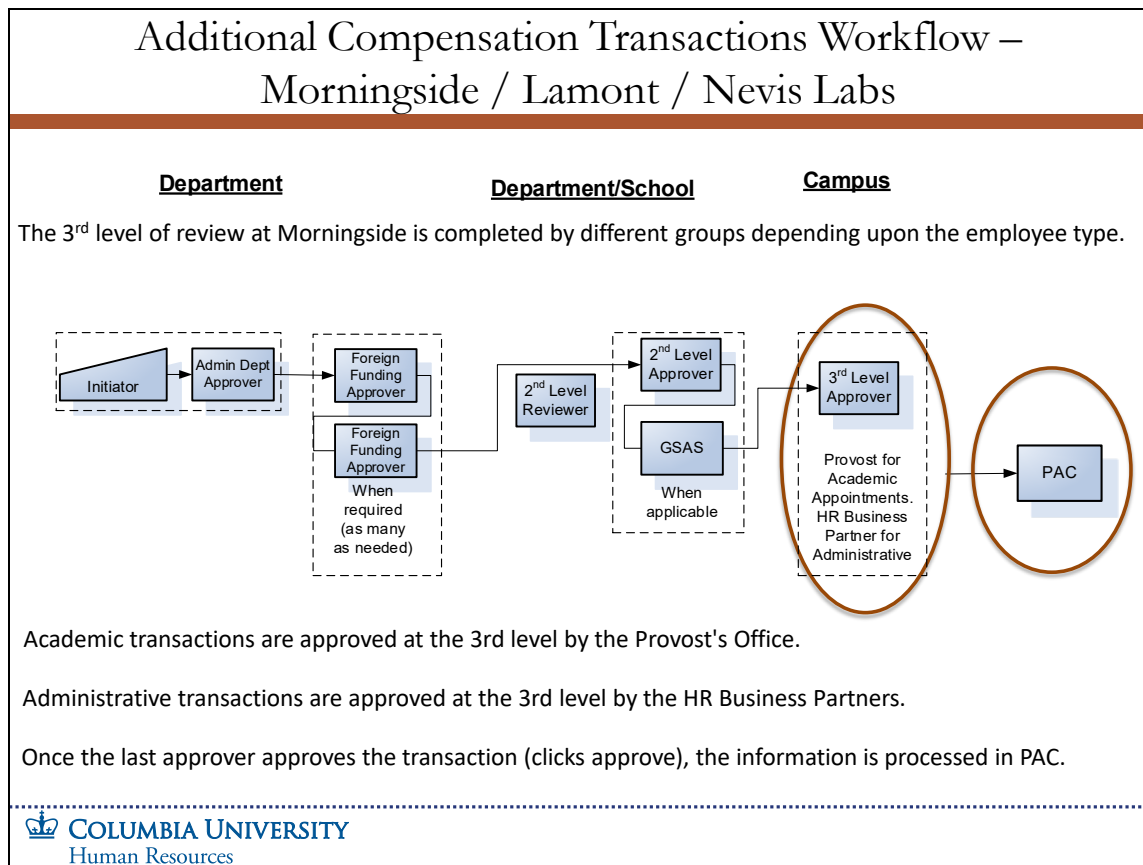 Additional Compensation Transactions Workflow –
Morningside / Lamont / Nevis Labs
Department
Department/School
Campus
The 3rd level of review at Morningside is completed by different groups depending upon the employee type.
Initiator
Admin Dept
Approver
Foreign
Funding
Approver
Foreign
Funding
Approver
When
required
(as many
as needed)
2nd Level
Reviewer
2nd Level
Approver
GSAS
When
applicable
3rd Level
Approver
Provost for
Academic
Appointments.
HR Business
Partner for
Administrative
PAC
Academic transactions are approved at the 3rd level by the Provost's Office.
Administrative transactions are approved at the 3rd level by the HR Business Partners.
Once the last approver approves the transaction (clicks approve), the information is processed in PAC.
COLUMBIA UNIVERSITY
Human Resources